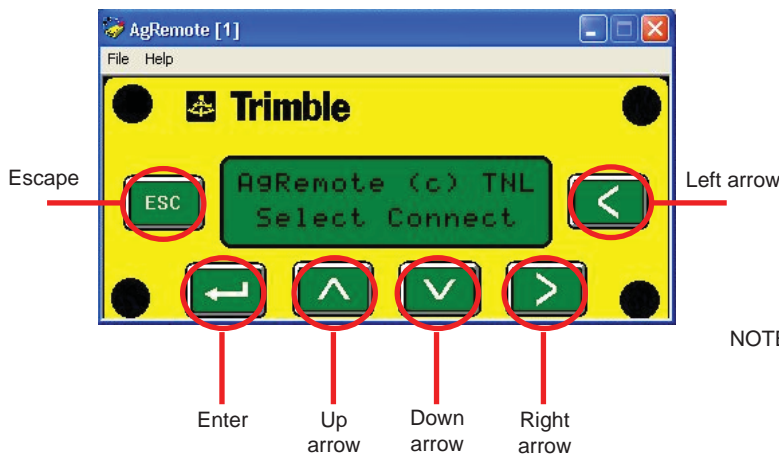 AgRemote [1]
File Help
Trimble
Escape
ESC
AgRemote (c) TNL
Select Connect
<
Left arrow
^
v
>
NOTE
Enter
Up
arrow
Down
arrow
Right
arrow